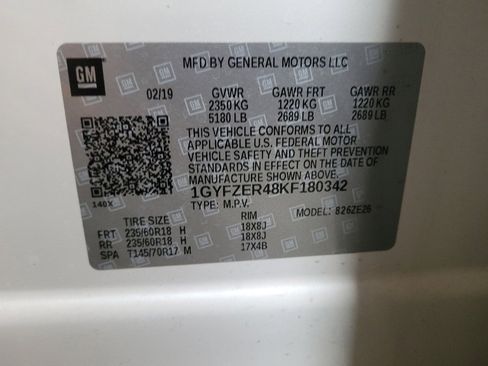 GM
MFD BY GENERAL MOTORS LLC
02/19 GVWR GAWR FRT GAWR RR
2350 KG 1220 KG 1220 KG
5180 LB 2689 LB 2689 LB
THIS VEHICLE CONFORMS TO ALL
APPLICABLE U.S. FEDERAL MOTOR
VEHICLE SAFETY AND THEFT PREVENTION
STANDARDS IN EFFECT ON THE DATE OF
MANUFACTURE SHOWN ABOVE.
1GYFZER48KF180342
140X TYPE: M.P.V. MODEL: 826ZE26
TIRE SIZE RIM
FRT 235/60R18 H 18X8J
RR 235/60R18 H 18X8J
SPA T145/70R17 M 17X4B